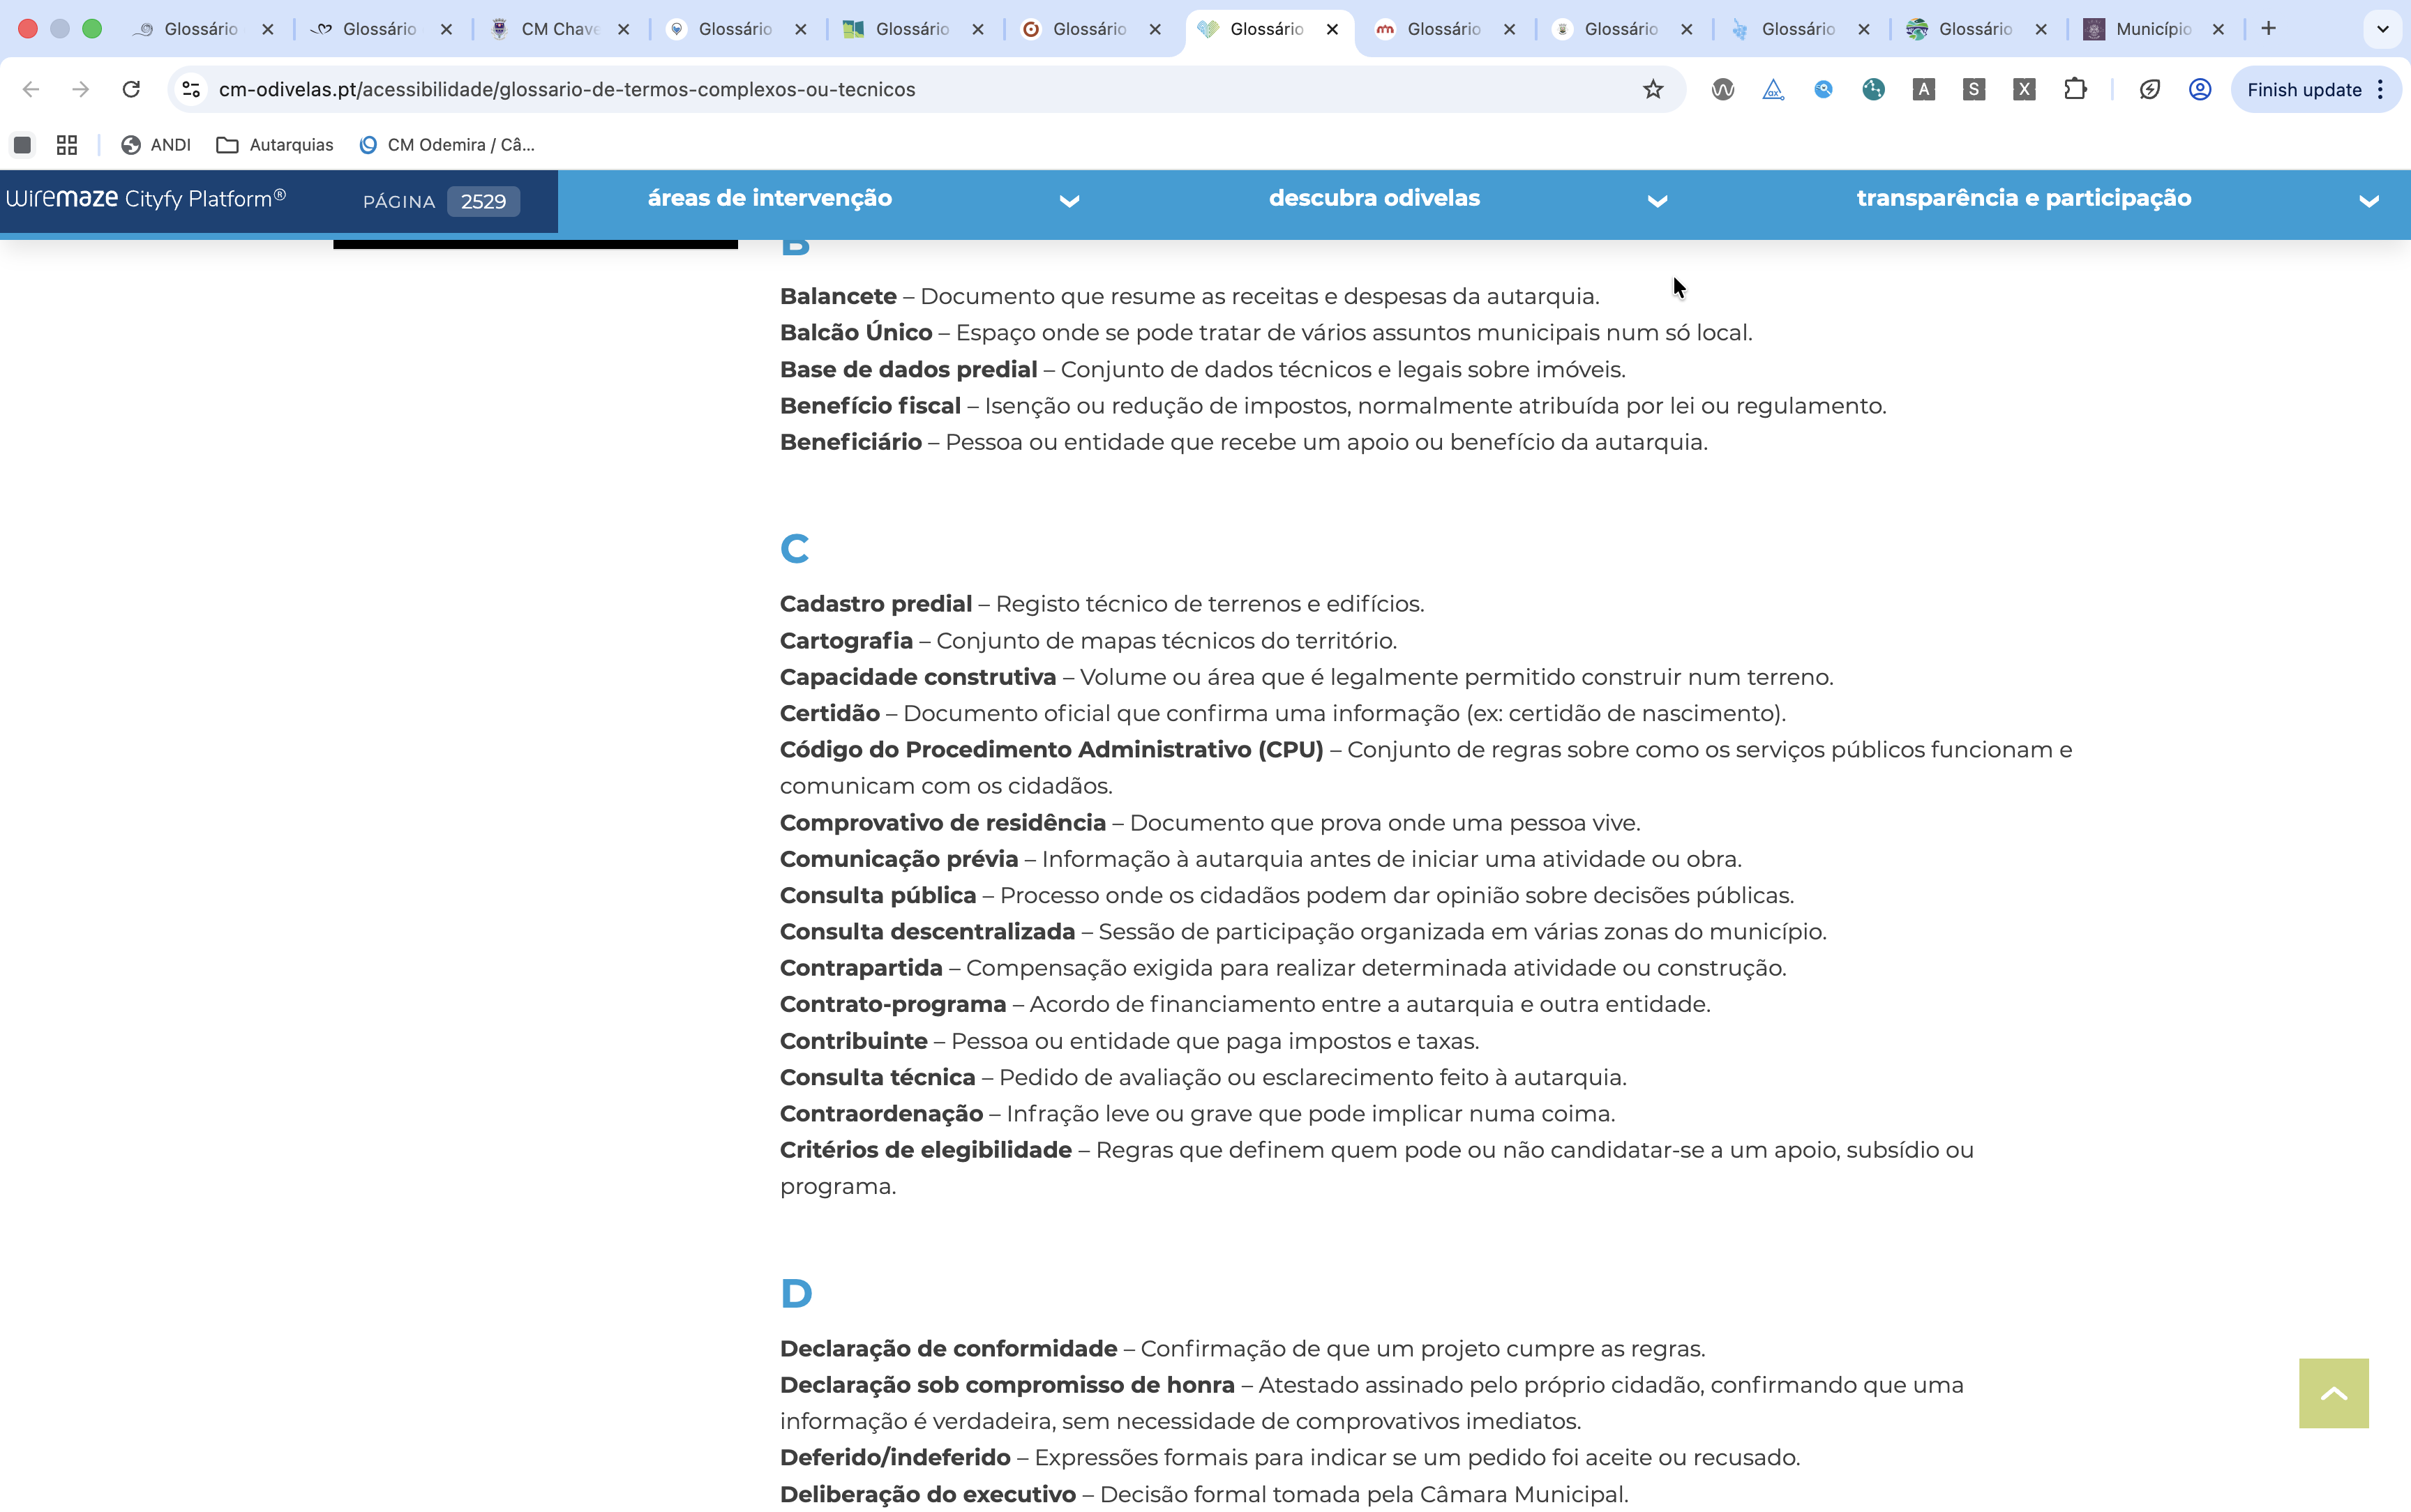 Glossário
Glossário
CM Chave
Glossário
Glossário
Glossário
Glossário
Glossário
Glossário
Glossário
Glossário
Município
cm-odivelas.pt/acessibilidade/glossario-de-termos-complexos-ou-tecnicos
A
S
X
Finish update
ANDI
Autarquias
CM Odemira / Câ...
wiremaze Cityfy Platform®
PÁGINA 2529
áreas de intervenção
descubra odivelas
transparência e participação
B
Balancete – Documento que resume as receitas e despesas da autarquia.
Balcão Único – Espaço onde se pode tratar de vários assuntos municipais num só local.
Base de dados predial – Conjunto de dados técnicos e legais sobre imóveis.
Benefício fiscal – Isenção ou redução de impostos, normalmente atribuída por lei ou regulamento.
Beneficiário – Pessoa ou entidade que recebe um apoio ou benefício da autarquia.
C
Cadastro predial – Registo técnico de terrenos e edifícios.
Cartografia – Conjunto de mapas técnicos do território.
Capacidade construtiva – Volume ou área que é legalmente permitido construir num terreno.
Certidão – Documento oficial que confirma uma informação (ex: certidão de nascimento).
Código do Procedimento Administrativo (CPU) – Conjunto de regras sobre como os serviços públicos funcionam e
comunicam com os cidadãos.
Comprovativo de residência – Documento que prova onde uma pessoa vive.
Comunicação prévia – Informação à autarquia antes de iniciar uma atividade ou obra.
Consulta pública – Processo onde os cidadãos podem dar opinião sobre decisões públicas.
Consulta descentralizada – Sessão de participação organizada em várias zonas do município.
Contrapartida – Compensação exigida para realizar determinada atividade ou construção.
Contrato-programa – Acordo de financiamento entre a autarquia e outra entidade.
Contribuinte – Pessoa ou entidade que paga impostos e taxas.
Consulta técnica – Pedido de avaliação ou esclarecimento feito à autarquia.
Contraordenação – Infração leve ou grave que pode implicar numa coima.
Critérios de elegibilidade – Regras que definem quem pode ou não candidatar-se a um apoio, subsídio ou
programa.
D
Declaração de conformidade – Confirmação de que um projeto cumpre as regras.
Declaração sob compromisso de honra – Atestado assinado pelo próprio cidadão, confirmando que uma
informação é verdadeira, sem necessidade de comprovativos imediatos.
Deferido/indeferido – Expressões formais para indicar se um pedido foi aceite ou recusado.
Deliberação do executivo – Decisão formal tomada pela Câmara Municipal.